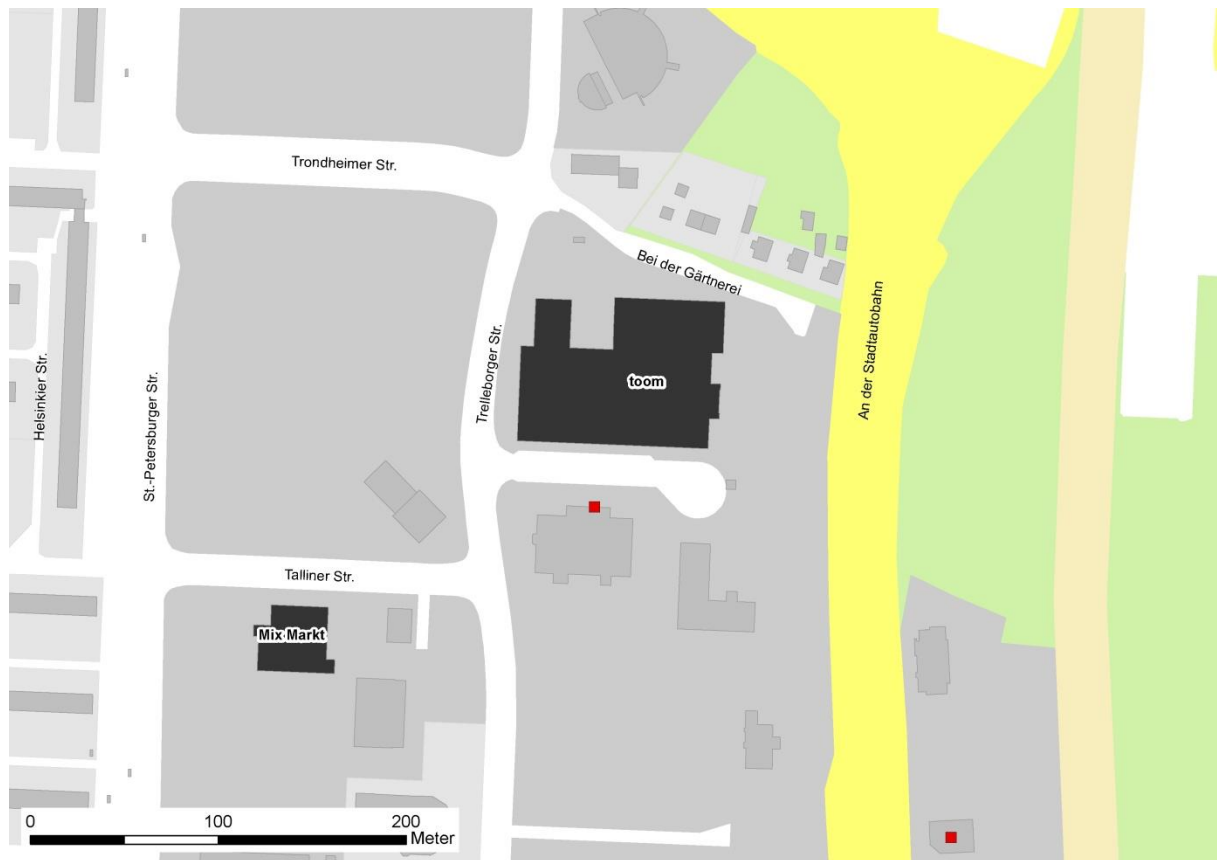 Trondheimer Str.
Bei der Gärtnerei
Trelleborger Str.
toom
An der Stadtautobahn
Helsinkier Str.
St.-Petersburger Str.
Talliner Str.
Mix Markt
0 100 200
Meter